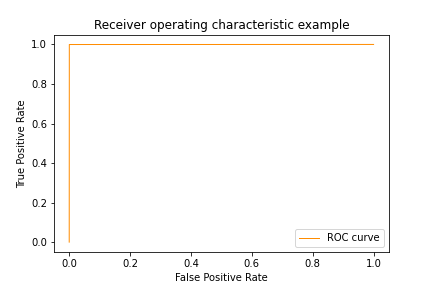 Receiver operating characteristic example
1.0
0.8
0.6
0.4
0.2
0.0
True Positive Rate
ROC curve
0.0 0.2 0.4 0.6 0.8 1.0
False Positive Rate